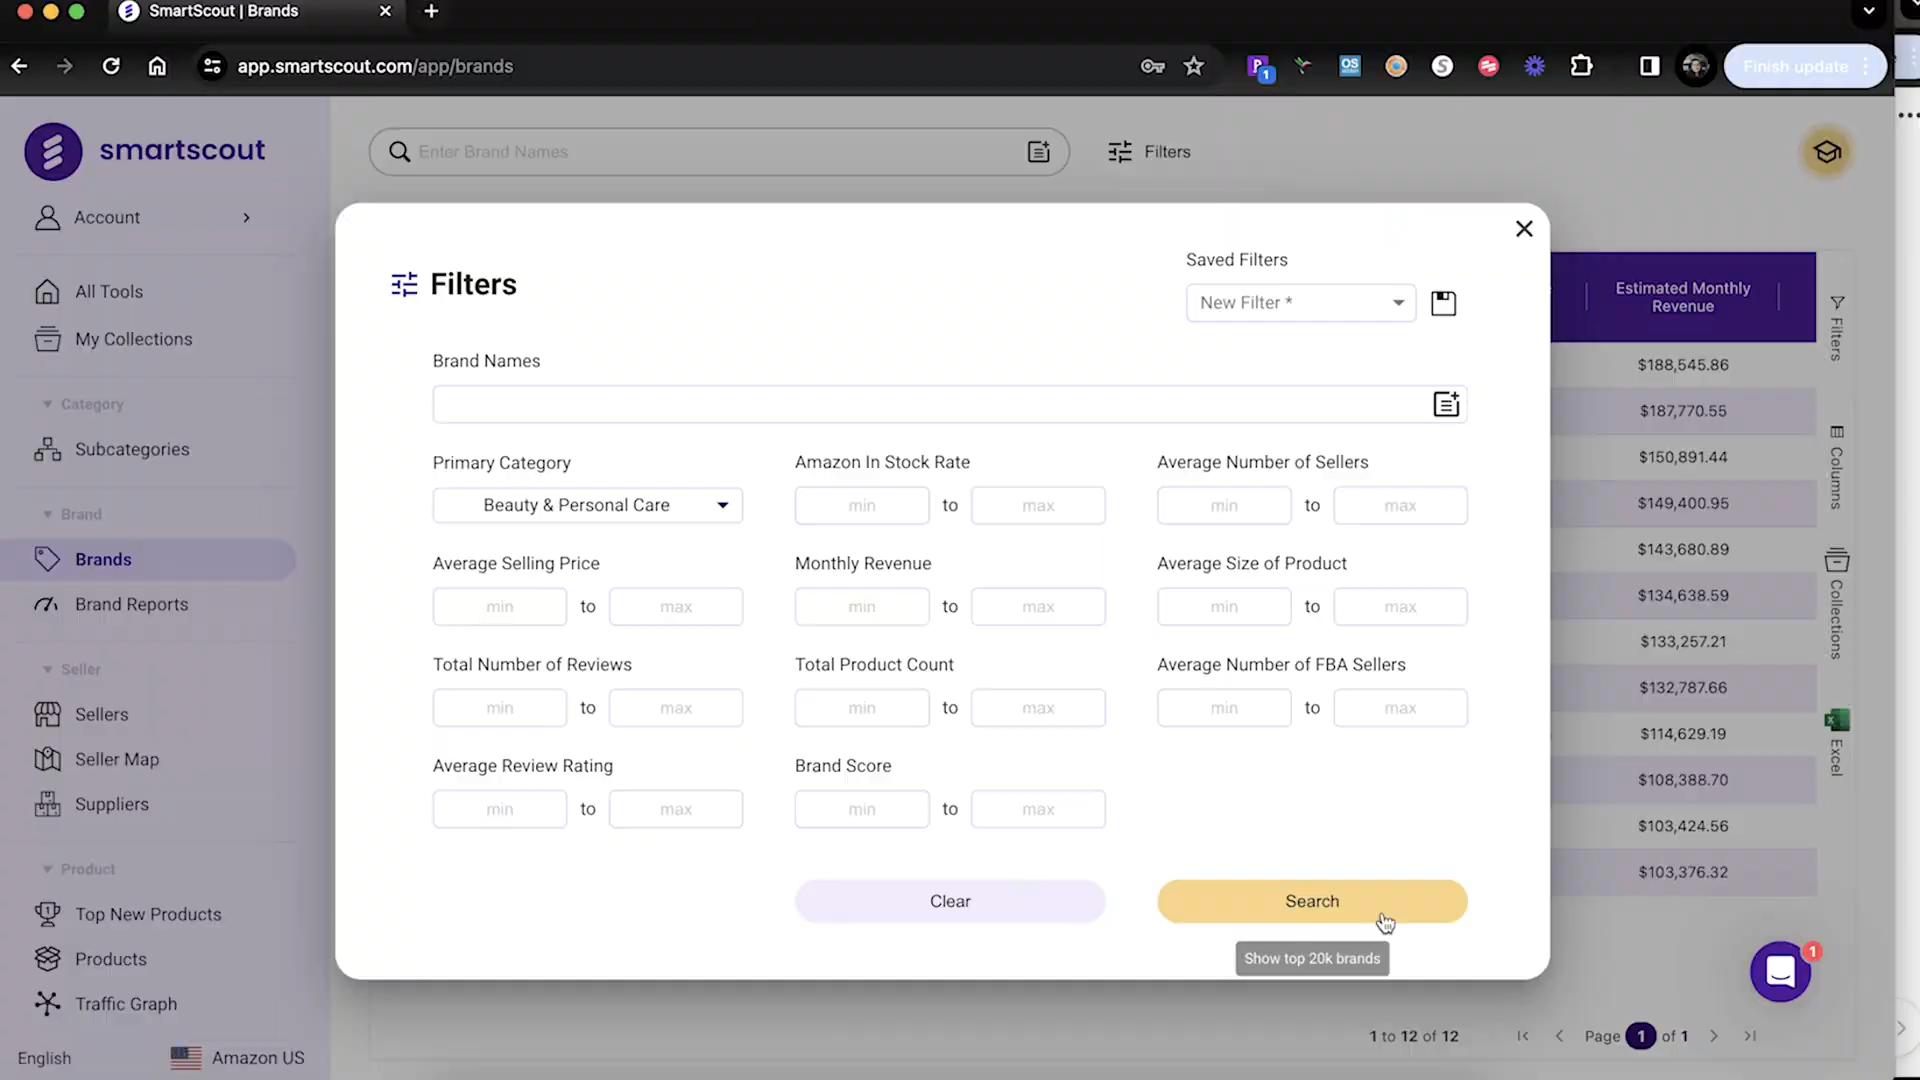 SmartScout | Brands
app.smartscout.com/app/brands
OS
S
1
Finish update
smartscout
Enter Brand Names
Filters
Account
All Tools
My Collections
Category
Subcategories
Brand
Brands
Brand Reports
Seller
Sellers
Seller Map
Suppliers
Product
Top New Products
Products
Traffic Graph
English
Amazon US
Filters
Saved Filters
New Filter *
Brand Names
Primary Category
Amazon In Stock Rate
Average Number of Sellers
Beauty & Personal Care
min to max
min to max
Average Selling Price
Monthly Revenue
Average Size of Product
min to max
min to max
min to max
Total Number of Reviews
Total Product Count
Average Number of FBA Sellers
min to max
min to max
min to max
Average Review Rating
Brand Score
min to max
min to max
Clear
Search
Show top 20k brands
Estimated Monthly
Revenue
$188,545.86
$187,770.55
$150,891.44
$149,400.95
$143,680.89
$134,638.59
$133,257.21
$132,787.66
$114,629.19
$108,388.70
$103,424.56
$103,376.32
Filters
Columns
Collections
Excel
1
1 to 12 of 12
Page 1 of 1